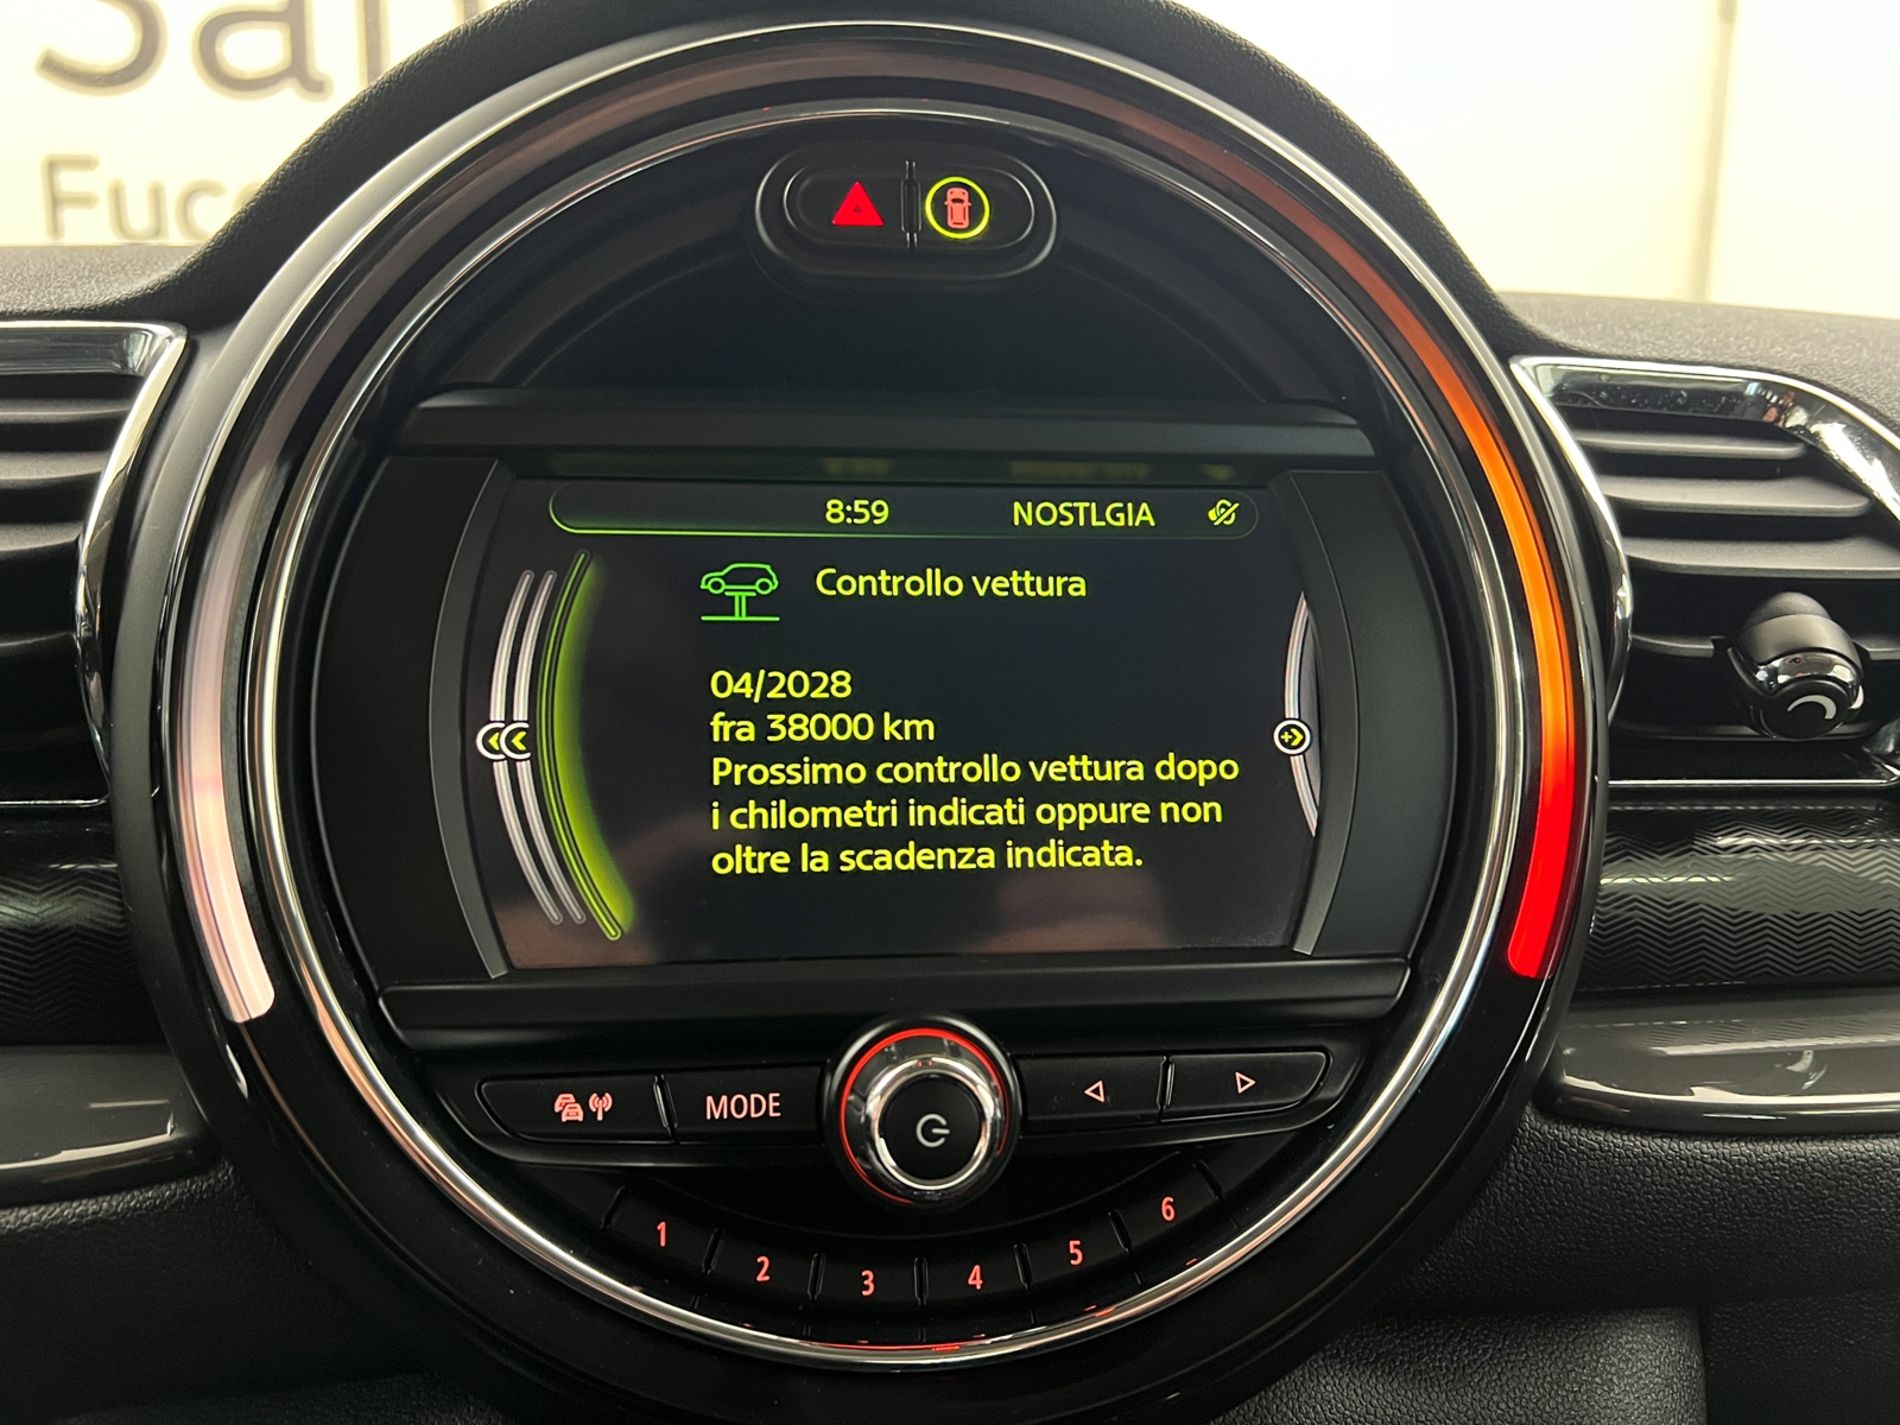 8:59 NOSTLGIA
Controllo vettura
04/2028
fra 38000 km
Prossimo controllo vettura dopo
i chilometri indicati oppure non
oltre la scadenza indicata.
MODE
1 2 3 4 5 6